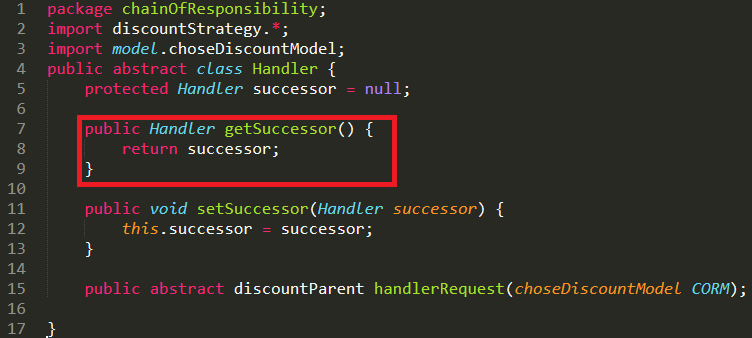 1 package chainOfResponsibility;
2 import discountStrategy.*;
3 import model.choseDiscountModel;
4 public abstract class Handler {
5     protected Handler successor = null;
6
7     public Handler getSuccessor() {
8         return successor;
9     }
10
11     public void setSuccessor(Handler successor) {
12         this.successor = successor;
13     }
14
15     public abstract discountParent handlerRequest(choseDiscountModel CORM);
16
17 }